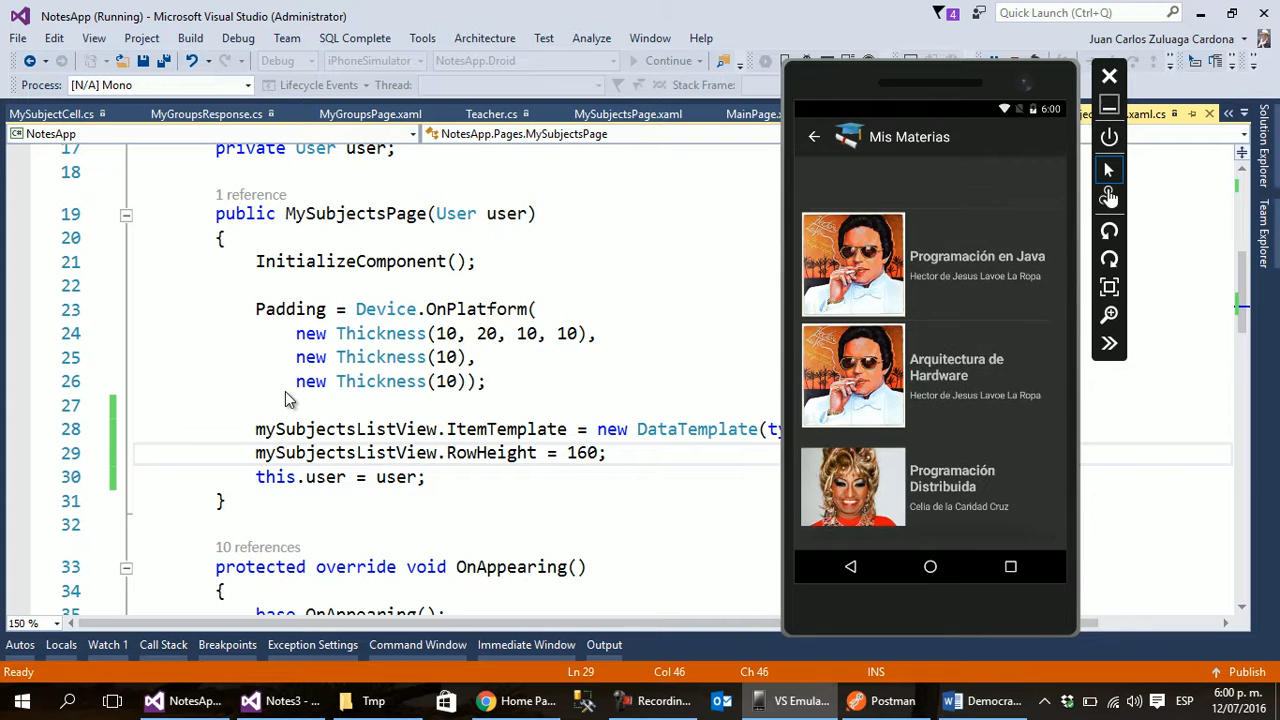 NotesApp (Running) - Microsoft Visual Studio (Administrator)
4
Quick Launch (Ctrl+Q)
File Edit View Project Build Debug Team SQL Complete Tools Architecture Test Analyze Window Help
Juan Carlos Zuluaga Cardona
Debug iPhoneSimulator NotesApp.Droid Continue
Process: [N/A] Mono Lifecycle Events Thread: Stack Frame:
MySubjectCell.cs MyGroupsResponse.cs MyGroupsPage.xaml Teacher.cs MySubjectsPage.xaml MainPage. .xaml.cs
NotesApp NotesApp.Pages.MySubjectsPage
17 private User user;
18
1 reference
19 public MySubjectsPage(User user)
20 {
21 InitializeComponent();
22
23 Padding = Device.OnPlatform(
24 new Thickness(10, 20, 10, 10),
25 new Thickness(10),
26 new Thickness(10));
27
28 mySubjectsListView.ItemTemplate = new DataTemplate(ty
29 mySubjectsListView.RowHeight = 160;
30 this.user = user;
31 }
32
10 references
33 protected override void OnAppearing()
34 {
35 base.OnAppearing();
6:00
Mis Materias
Programación en Java
Hector de Jesus Lavoe La Ropa
Arquitectura de
Hardware
Hector de Jesus Lavoe La Ropa
Programación
Distribuida
Celia de la Caridad Cruz
Solution Explorer
Team Explorer
150 %
Autos Locals Watch 1 Call Stack Breakpoints Exception Settings Command Window Immediate Window Output
Ready Ln 29 Col 46 Ch 46 INS Publish
NotesAp... Notes3 - ... Tmp Home Pa... Recordin... VS Emula... Postman Democra... ESP
6:00 p. m.
12/07/2016